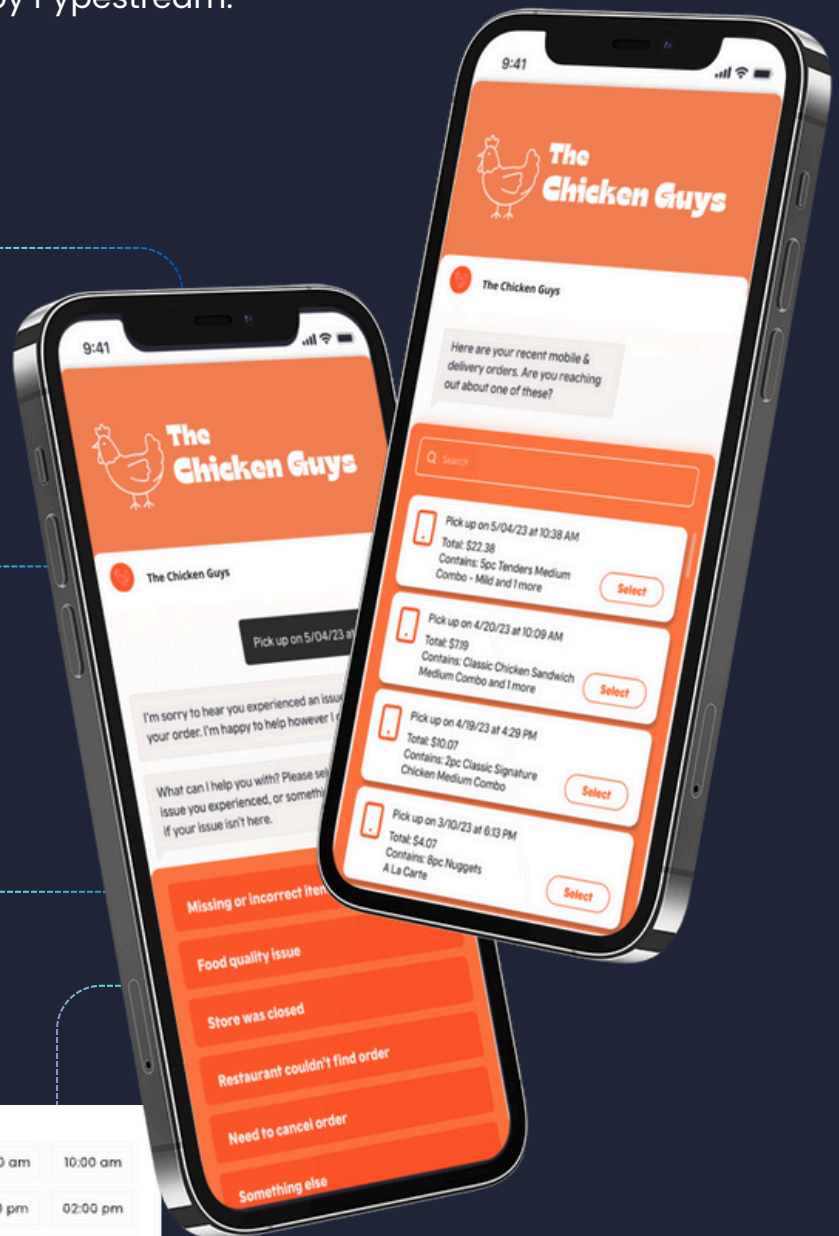 by Pypestream.
9:41
The
Chicken Guys
The Chicken Guys
Here are your recent mobile &
delivery orders. Are you reaching
out about one of these?
Search
Pick up on 5/04/23 at 10:38 AM
Total: $22.38
Contains: 5pc Tenders Medium
Combo - Mild and 1 more
Select
Pick up on 4/20/23 at 10:09 AM
Total: $7.19
Contains: Classic Chicken Sandwich
Medium Combo and 1 more
Select
Pick up on 4/19/23 at 4:29 PM
Total: $10.07
Contains: 2pc Classic Signature
Chicken Medium Combo
Select
Pick up on 3/10/23 at 6:13 PM
Total: $4.07
Contains: 8pc Nuggets
A La Carte
Select
9:41
The
Chicken Guys
The Chicken Guys
Pick up on 5/04/23 at
I'm sorry to hear you experienced an
your order. I'm happy to help however I
What can I help you with? Please
issue you experienced, or
if your issue isn't here.
Missing or incorrect
Food quality issue
Store was closed
Restaurant couldn't find order
Need to cancel order
Something else
am
10:00 am
pm
02:00 pm